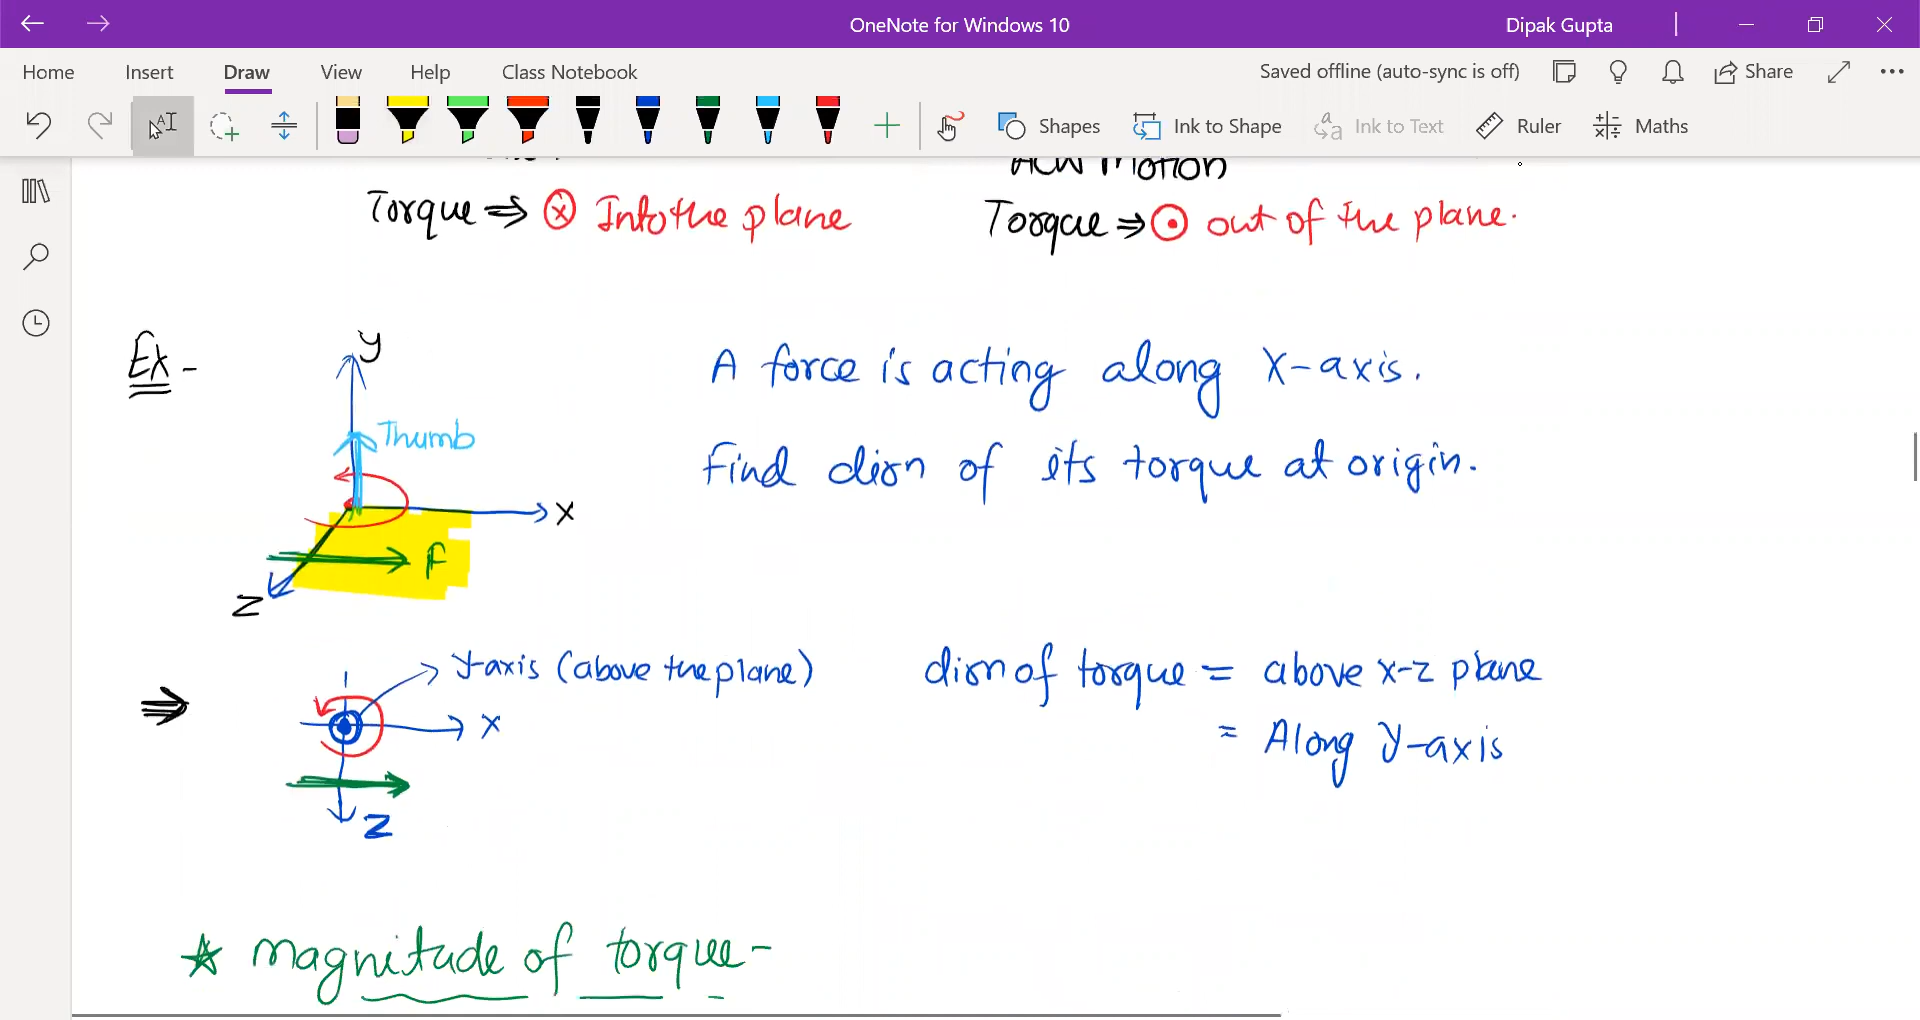 OneNote for Windows 10
Dipak Gupta
Home Insert Draw View Help Class Notebook
Saved offline (auto-sync is off) Share
Shapes Ink to Shape Ink to Text Ruler Maths
ACW Motion
Torque ⇒ ⊗ Into the plane
Torque ⇒ ⊙ out of the plane.
Ex -
y
Thumb
x
F
z
A force is acting along X-axis.
Find dirn of its torque at origin.
⇒
Y-axis (above the plane)
x
z
dirn of torque = above x-z plane
= Along Y-axis
☆ magnitude of torque-